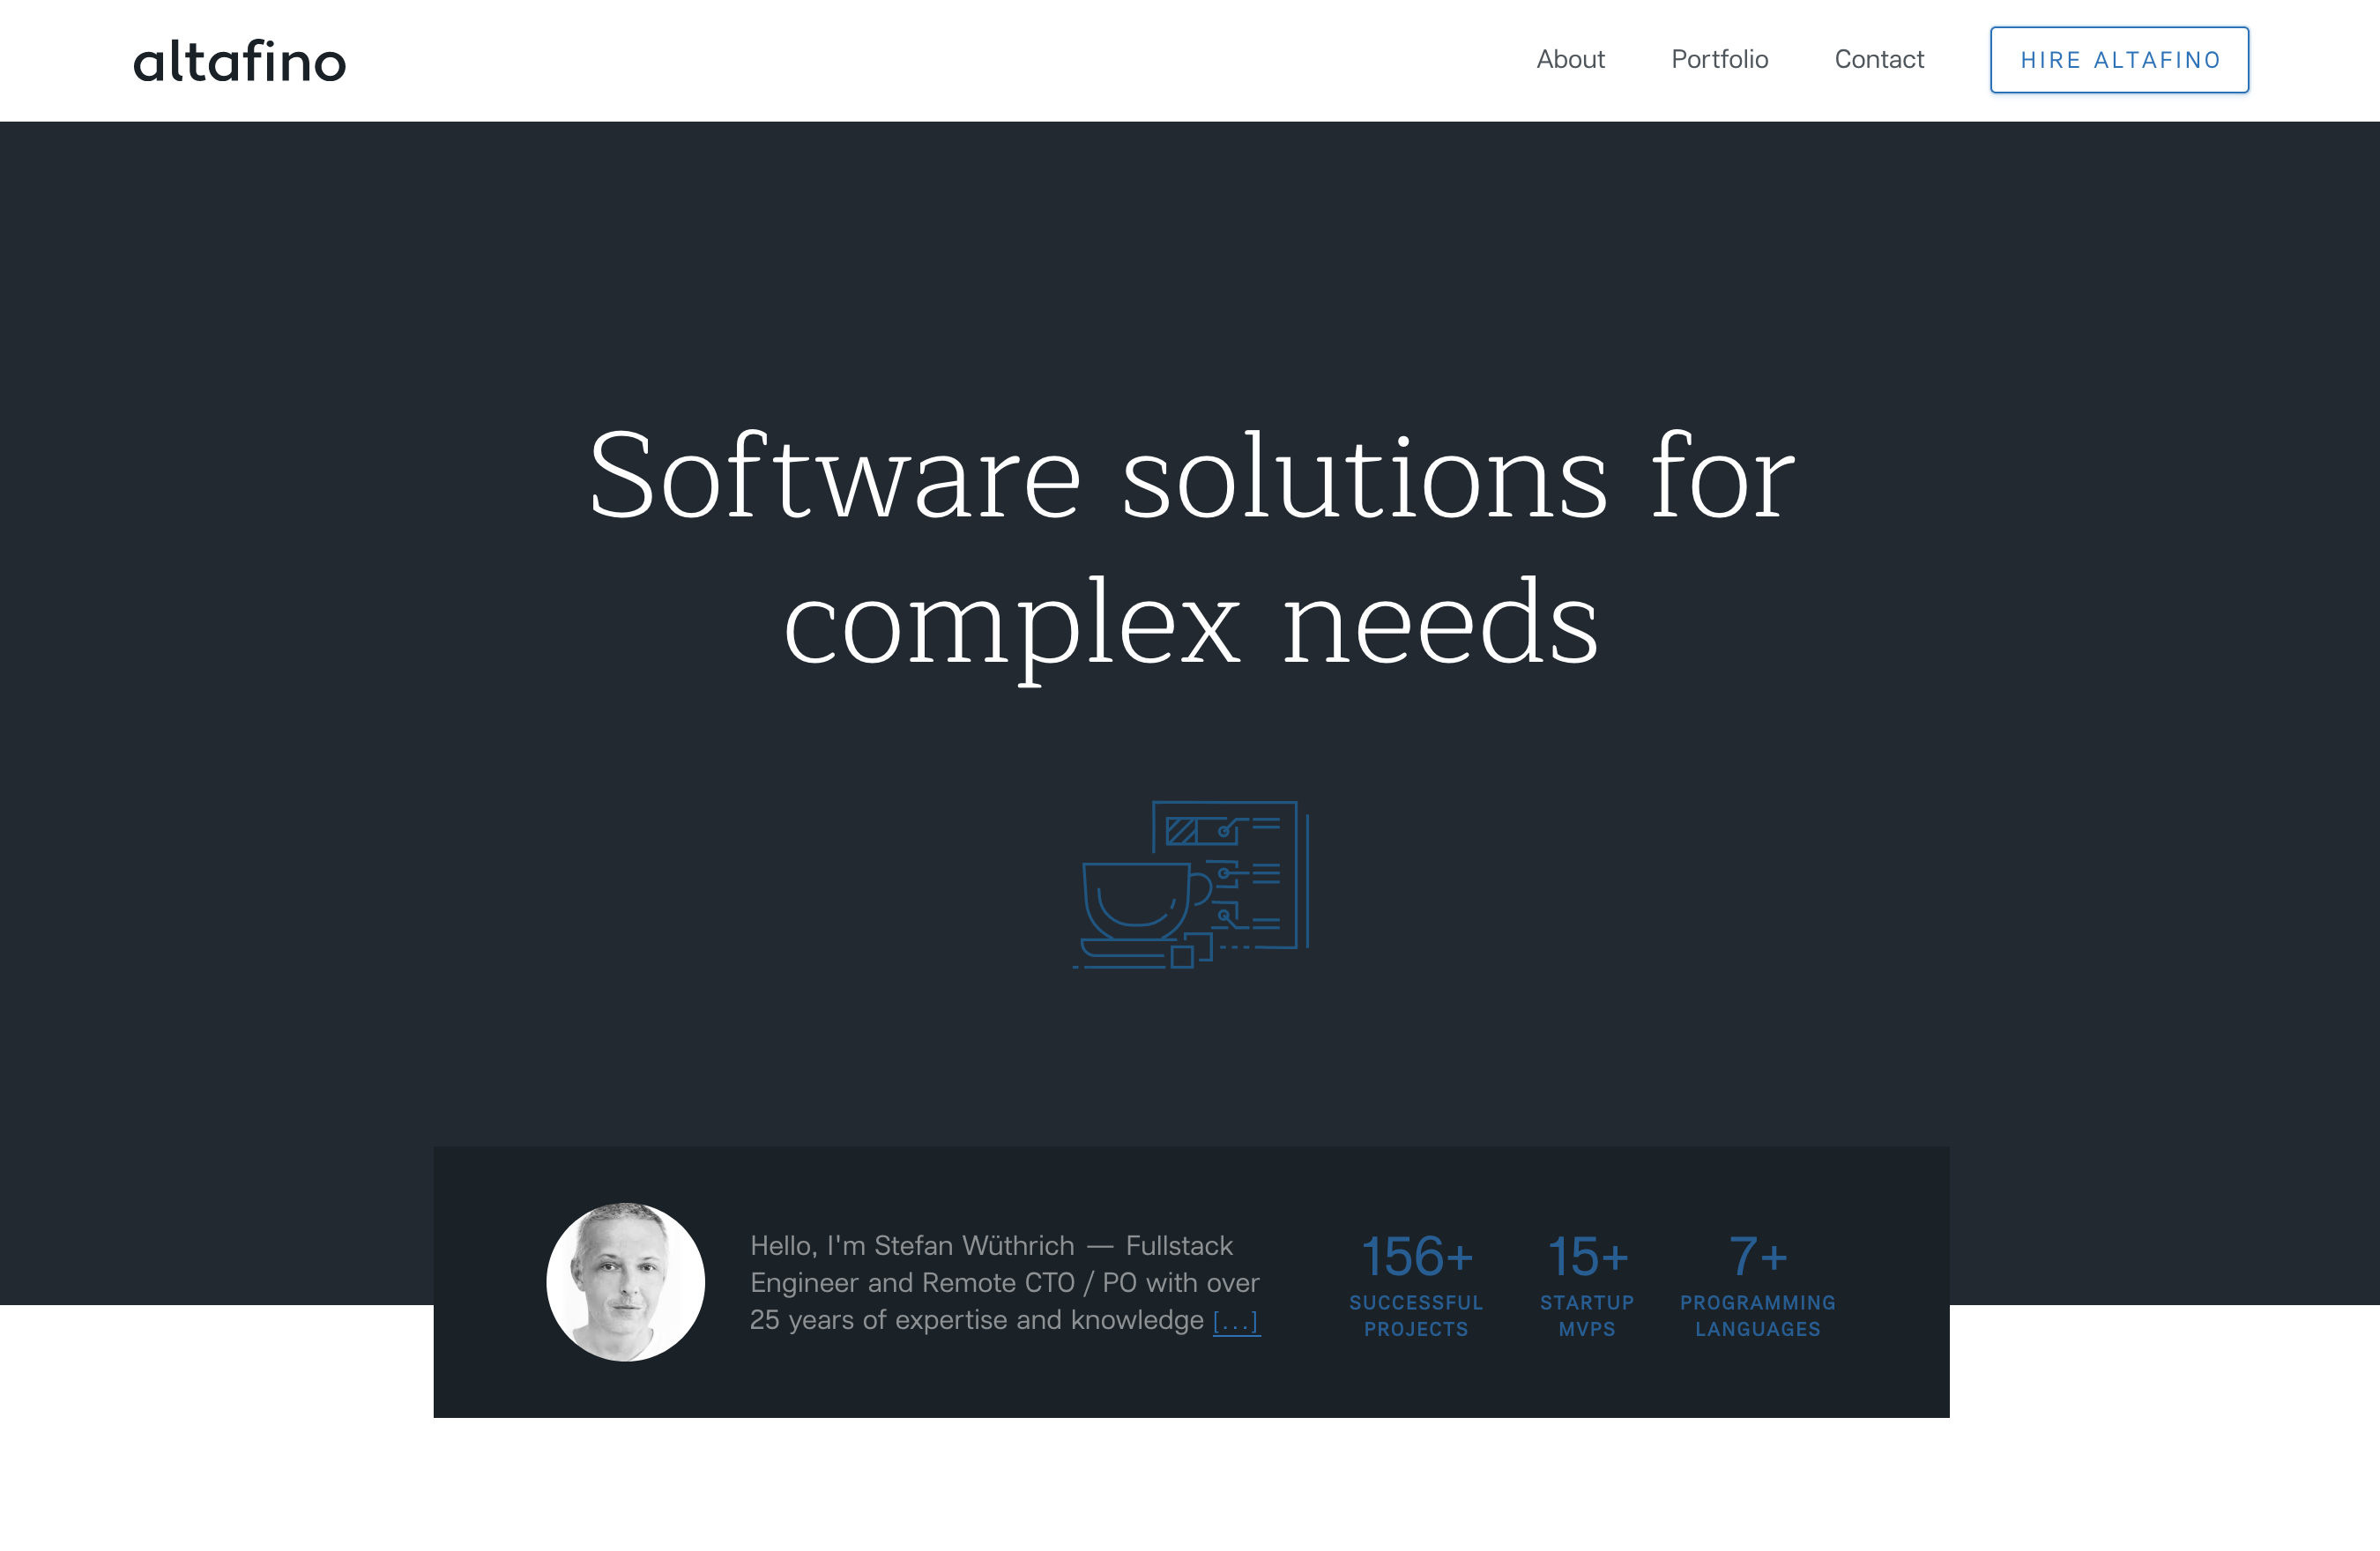 altafino
About
Portfolio
Contact
HIRE ALTAFINO
Software solutions for
complex needs
Hello, I'm Stefan Wüthrich — Fullstack
Engineer and Remote CTO / PO with over
25 years of expertise and knowledge [...]
156+
SUCCESSFUL
PROJECTS
15+
STARTUP
MVPS
7+
PROGRAMMING
LANGUAGES